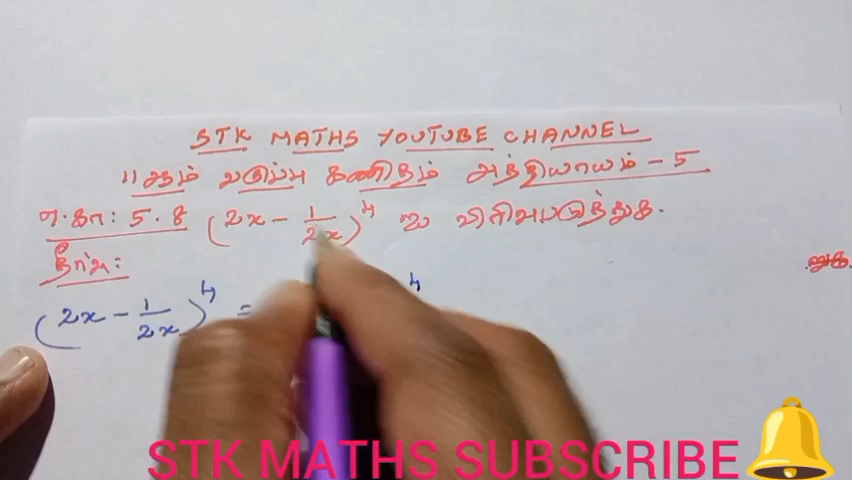 STK MATHS YOUTUBE CHANNEL
11ஆம் வகுப்பு கணிதம் அத்தியாயம் - 5
எ.கா: 5.8 (2x - 1/2x)^4 ஐ விரிவுபடுத்துக.
தீர்வு:
(2x - 1/2x)^4 = 4
STK MATHS SUBSCRIBE